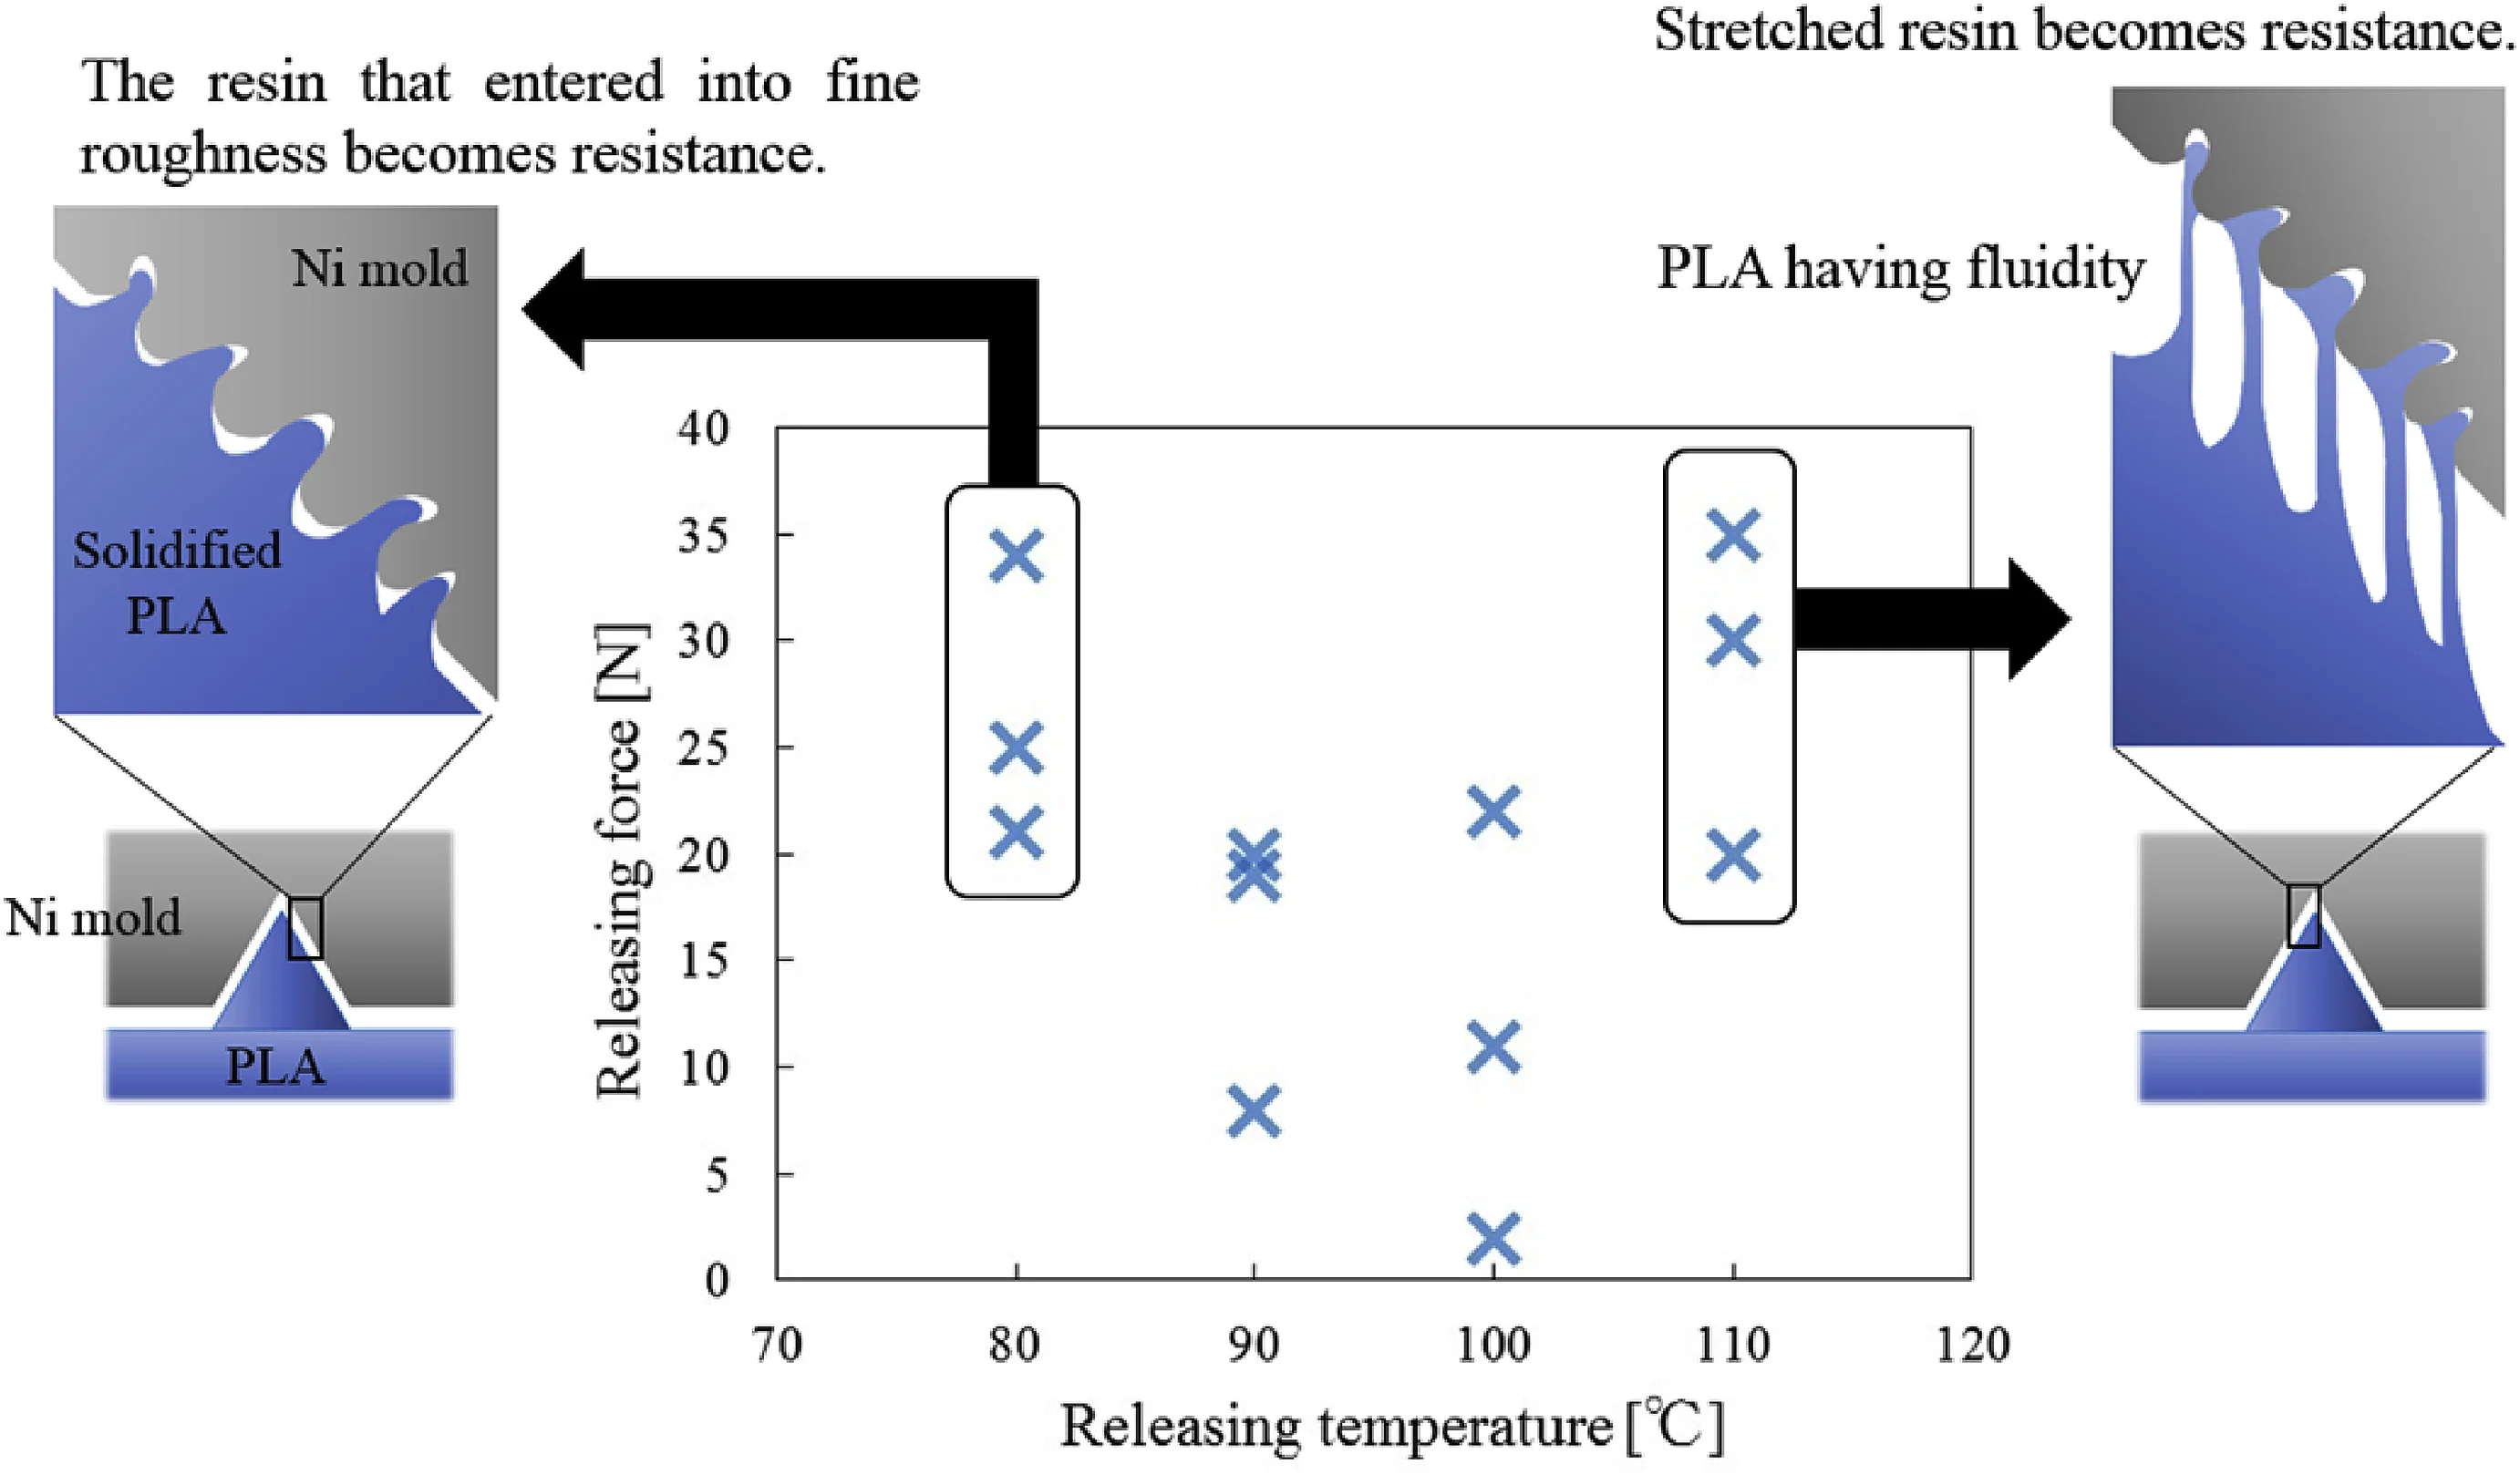 Stretched resin becomes resistance.
The resin that entered into fine
roughness becomes resistance.
Ni mold
PLA having fluidity
Solidified
PLA
Ni mold
PLA
Releasing force [N]
40
35
30
25
20
15
10
5
0
70 80 90 100 110 120
Releasing temperature [℃]